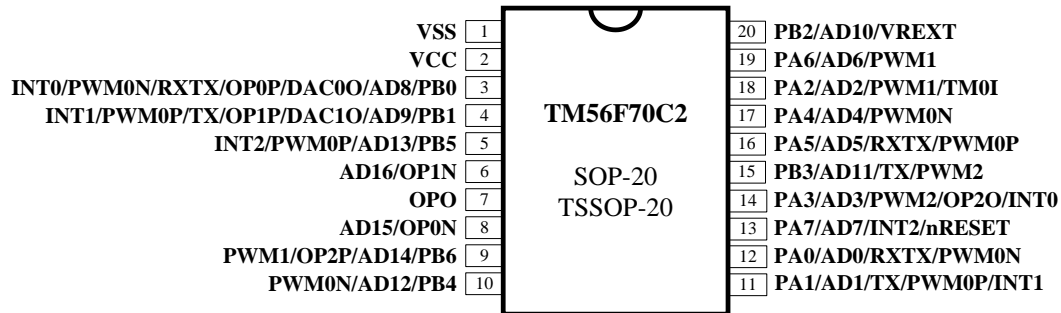 VSS 1
VCC 2
INT0/PWM0N/RXTX/OP0P/DAC0O/AD8/PB0 3
INT1/PWM0P/TX/OP1P/DAC1O/AD9/PB1 4
INT2/PWM0P/AD13/PB5 5
AD16/OP1N 6
OPO 7
AD15/OP0N 8
PWM1/OP2P/AD14/PB6 9
PWM0N/AD12/PB4 10
TM56F70C2
SOP-20
TSSOP-20
20 PB2/AD10/VREXT
19 PA6/AD6/PWM1
18 PA2/AD2/PWM1/TM0I
17 PA4/AD4/PWM0N
16 PA5/AD5/RXTX/PWM0P
15 PB3/AD11/TX/PWM2
14 PA3/AD3/PWM2/OP2O/INT0
13 PA7/AD7/INT2/nRESET
12 PA0/AD0/RXTX/PWM0N
11 PA1/AD1/TX/PWM0P/INT1